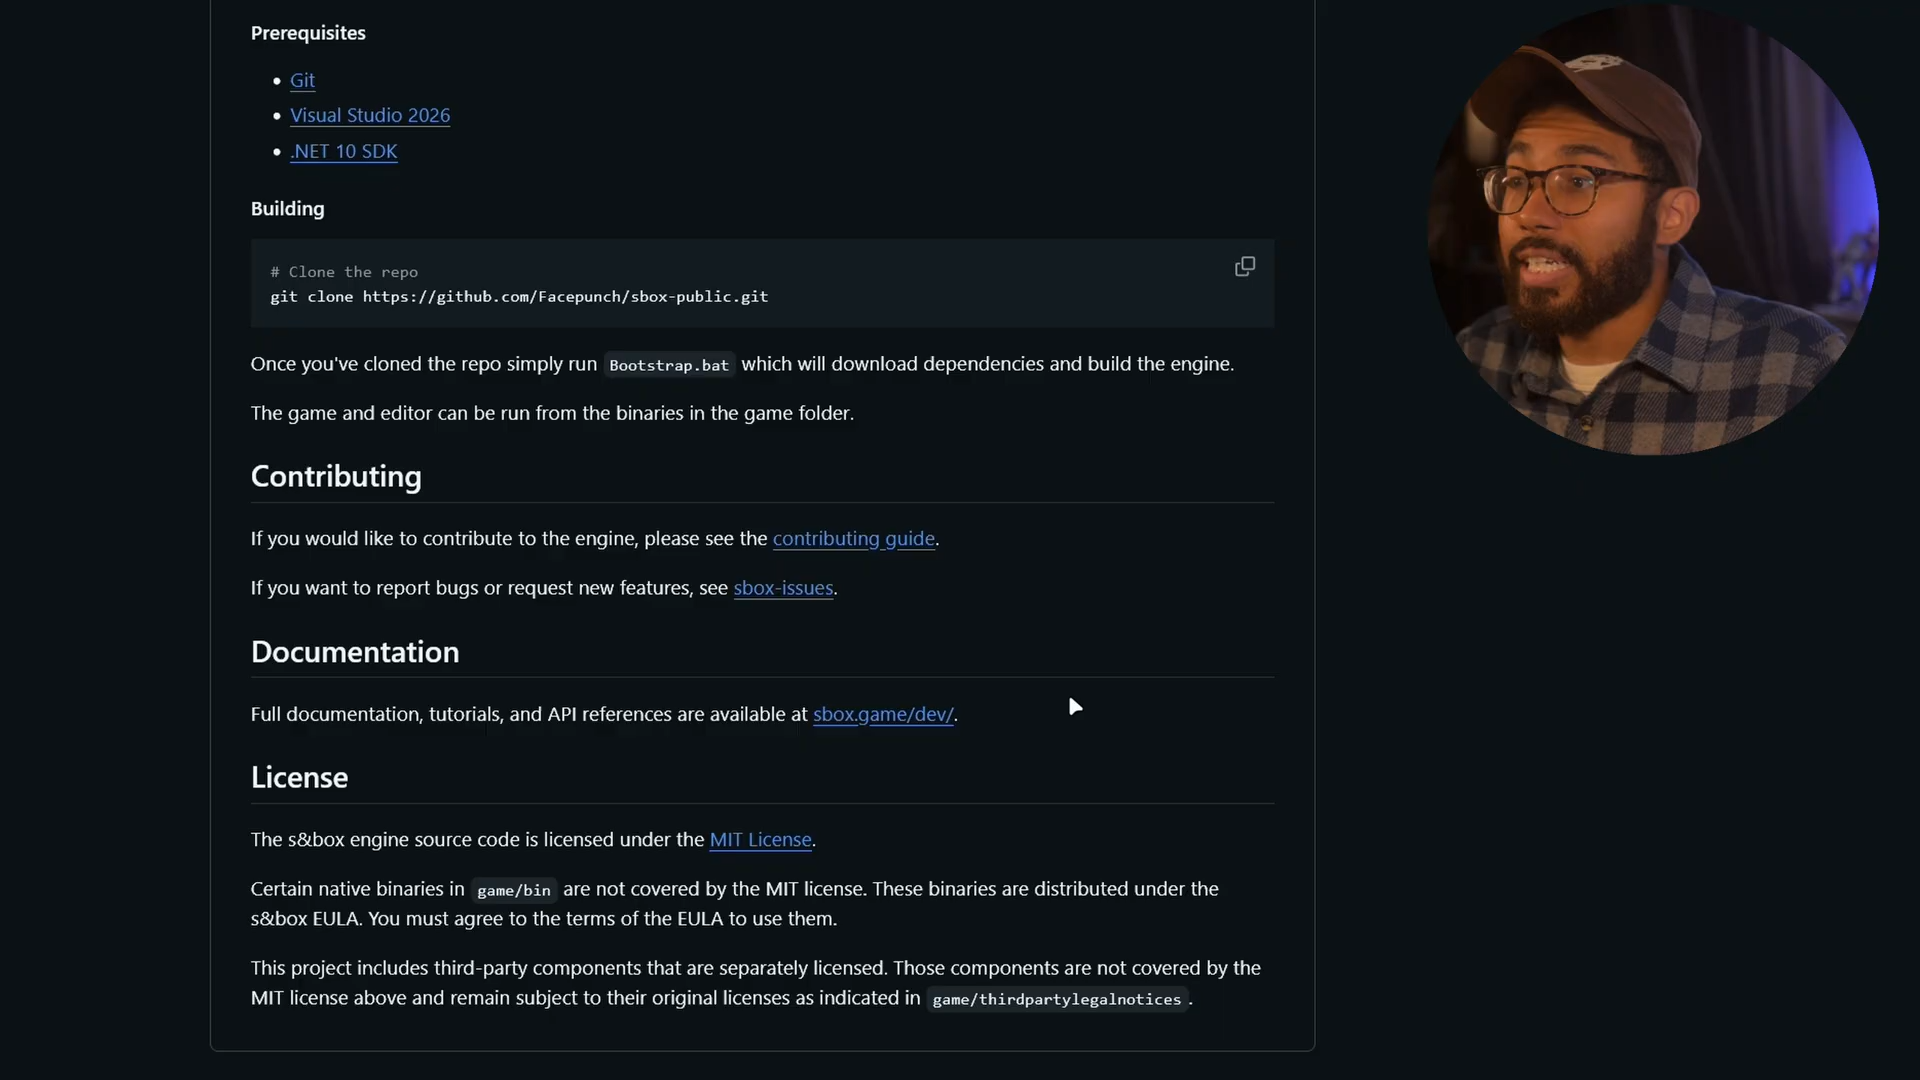 Prerequisites
Git
Visual Studio 2026
.NET 10 SDK
Building
# Clone the repo
git clone https://github.com/Facepunch/sbox-public.git
Once you've cloned the repo simply run Bootstrap.bat which will download dependencies and build the engine.
The game and editor can be run from the binaries in the game folder.
Contributing
If you would like to contribute to the engine, please see the contributing guide.
If you want to report bugs or request new features, see sbox-issues.
Documentation
Full documentation, tutorials, and API references are available at sbox.game/dev/.
License
The s&box engine source code is licensed under the MIT License.
Certain native binaries in game/bin are not covered by the MIT license. These binaries are distributed under the
s&box EULA. You must agree to the terms of the EULA to use them.
This project includes third-party components that are separately licensed. Those components are not covered by the
MIT license above and remain subject to their original licenses as indicated in game/thirdpartylegalnotices.